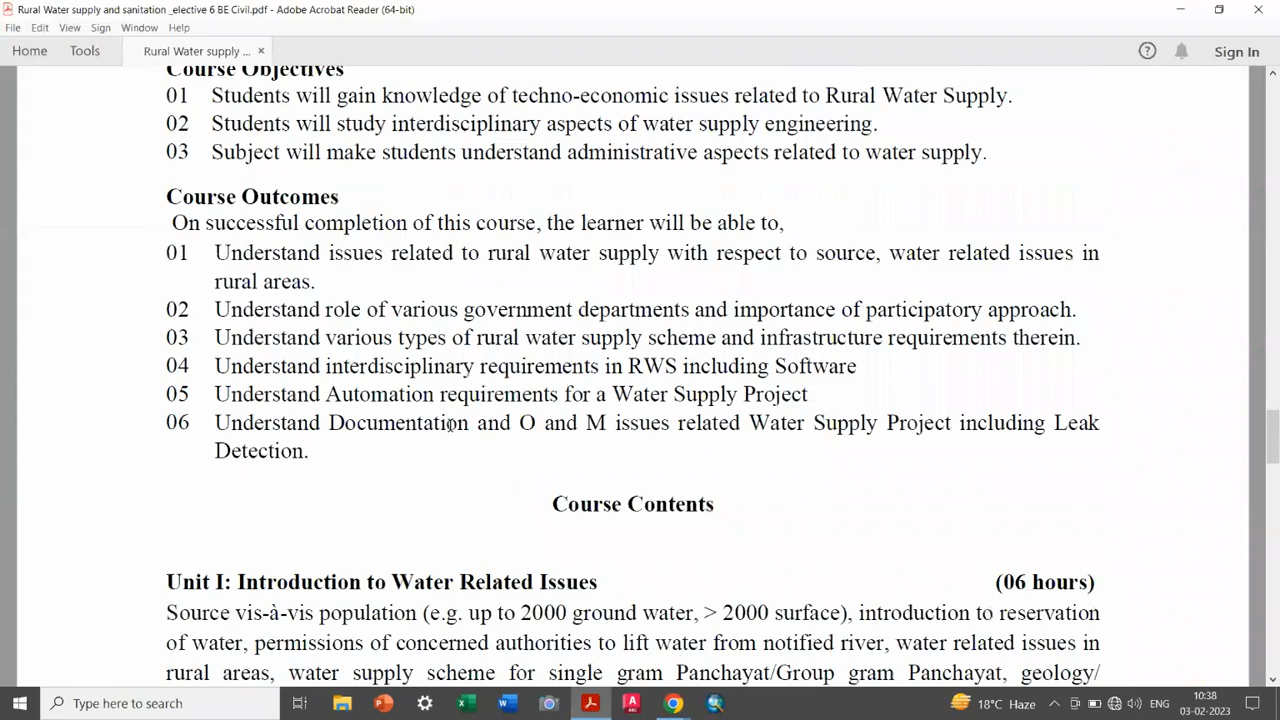 Rural Water supply and sanitation _elective 6 BE Civil.pdf - Adobe Acrobat Reader (64-bit)
File Edit View Sign Window Help
Home Tools Rural Water supply ... × Sign In
Course Objectives
01 Students will gain knowledge of techno-economic issues related to Rural Water Supply.
02 Students will study interdisciplinary aspects of water supply engineering.
03 Subject will make students understand administrative aspects related to water supply.
Course Outcomes
On successful completion of this course, the learner will be able to,
01 Understand issues related to rural water supply with respect to source, water related issues in
rural areas.
02 Understand role of various government departments and importance of participatory approach.
03 Understand various types of rural water supply scheme and infrastructure requirements therein.
04 Understand interdisciplinary requirements in RWS including Software
05 Understand Automation requirements for a Water Supply Project
06 Understand Documentation and O and M issues related Water Supply Project including Leak
Detection.
Course Contents
Unit I: Introduction to Water Related Issues (06 hours)
Source vis-à-vis population (e.g. up to 2000 ground water, > 2000 surface), introduction to reservation
of water, permissions of concerned authorities to lift water from notified river, water related issues in
rural areas, water supply scheme for single gram Panchayat/Group gram Panchayat, geology/
Type here to search 18°C Haze ENG 10:38
03-02-2023